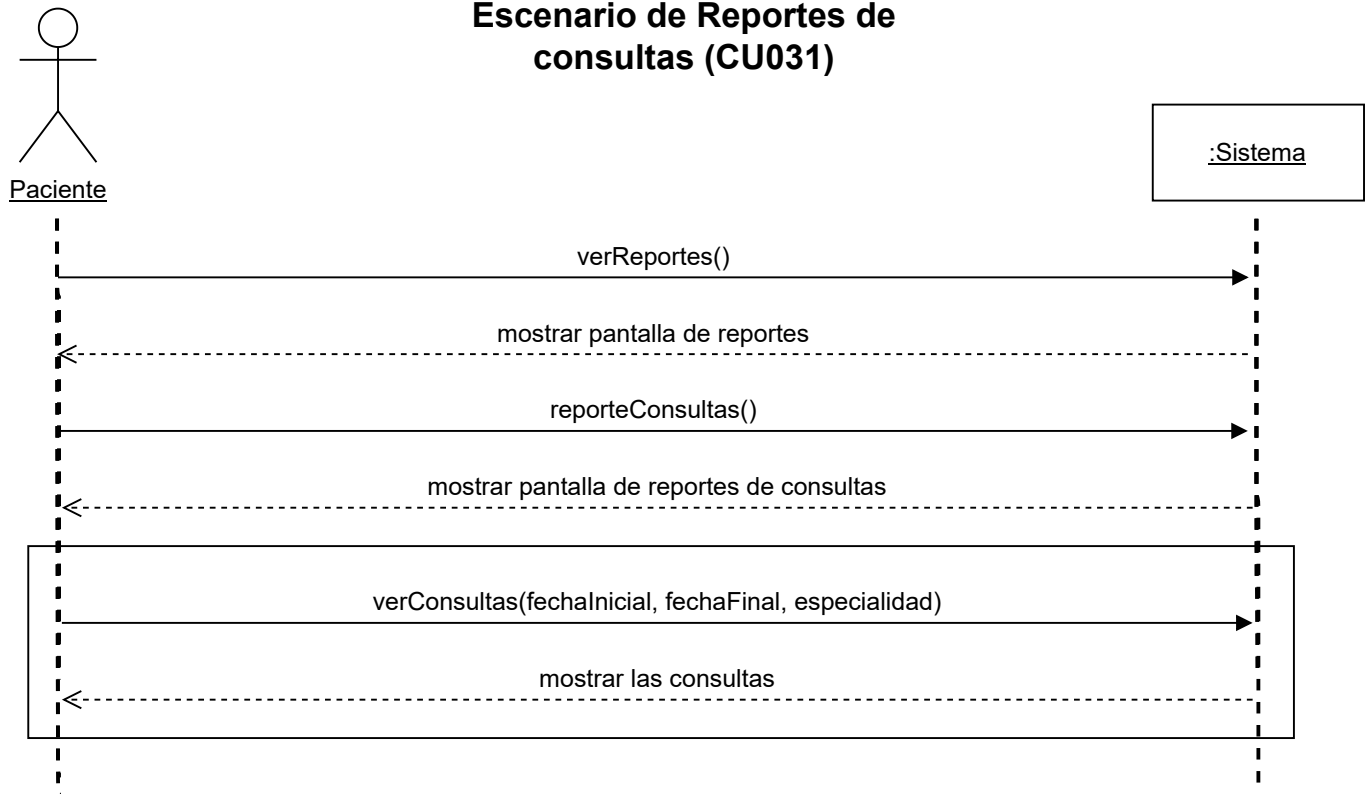 Escenario de Reportes de
consultas (CU031)
:Sistema
Paciente
verReportes()
mostrar pantalla de reportes
reporteConsultas()
mostrar pantalla de reportes de consultas
verConsultas(fechaInicial, fechaFinal, especialidad)
mostrar las consultas